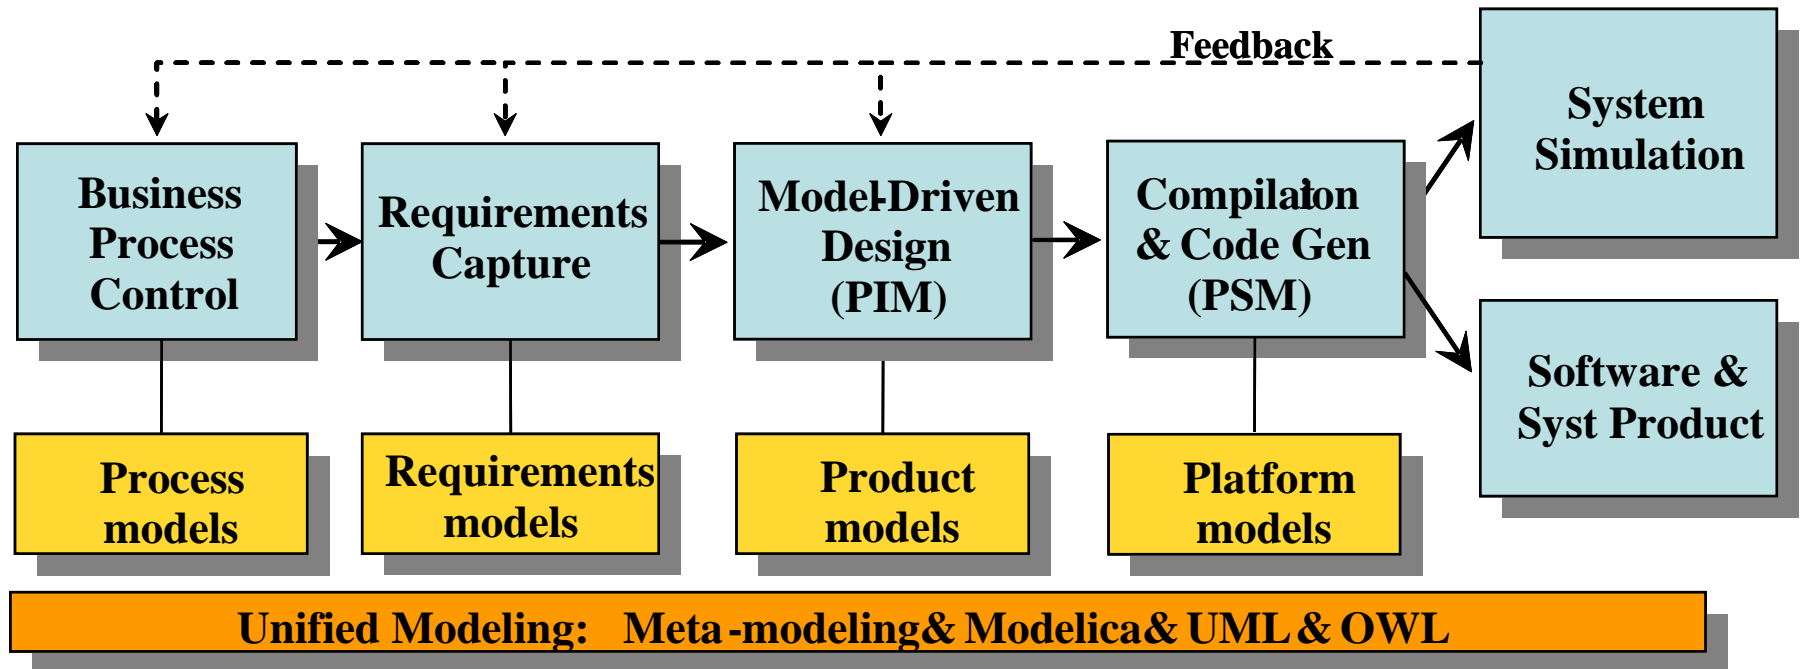 Feedback
System
Simulation
Business
Process
Control
Requirements
Capture
Model-Driven
Design
(PIM)
Compilaiton
& Code Gen
(PSM)
Software &
Syst Product
Process
models
Requirements
models
Product
models
Platform
models
Unified Modeling: Meta-modeling& Modelica& UML & OWL